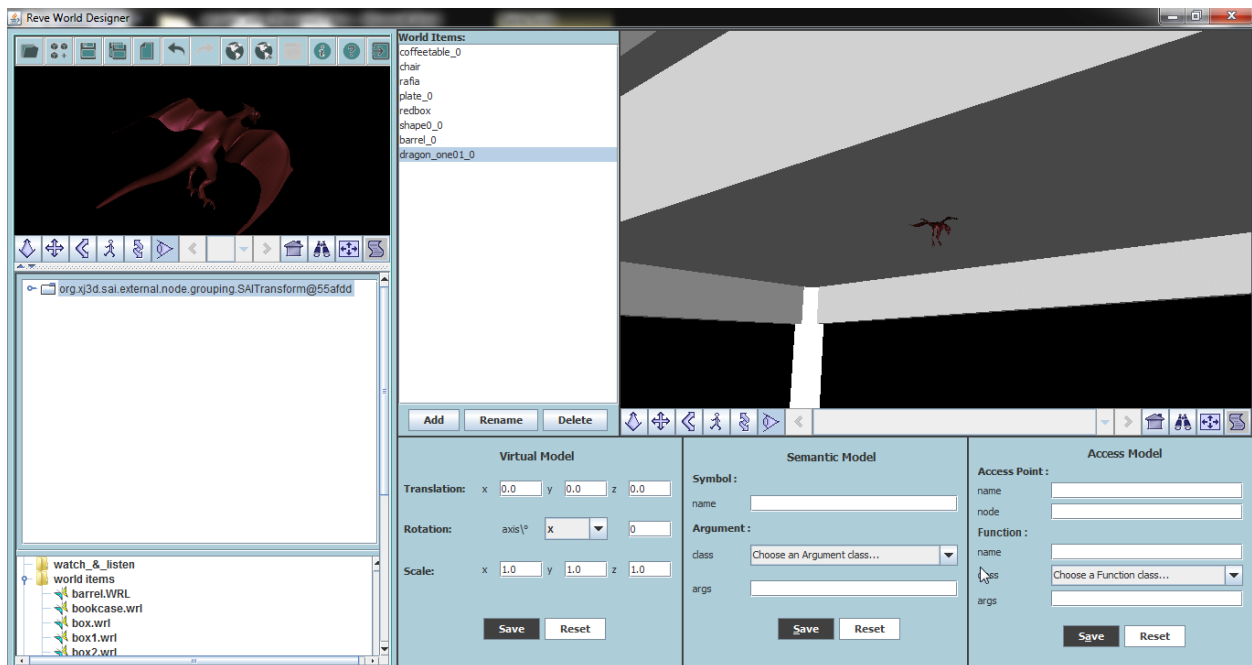 Reve World Designer
World Items:
coffeetable_0
chair
rafia
plate_0
redbox
shape0_0
barrel_0
dragon_one01_0
org.xj3d.sai.external.node.grouping.SAITransform@55afdd
Add Rename Delete
watch_&_listen
world items
barrel.WRL
bookcase.wrl
box.wrl
box1.wrl
box2.wrl
Virtual Model
Translation: x 0.0 y 0.0 z 0.0
Rotation: axis\° x 0
Scale: x 1.0 y 1.0 z 1.0
Save Reset
Semantic Model
Symbol :
name
Argument :
class Choose an Argument class...
args
Save Reset
Access Model
Access Point :
name
node
Function :
name
Choose a Function class...
args
Save Reset